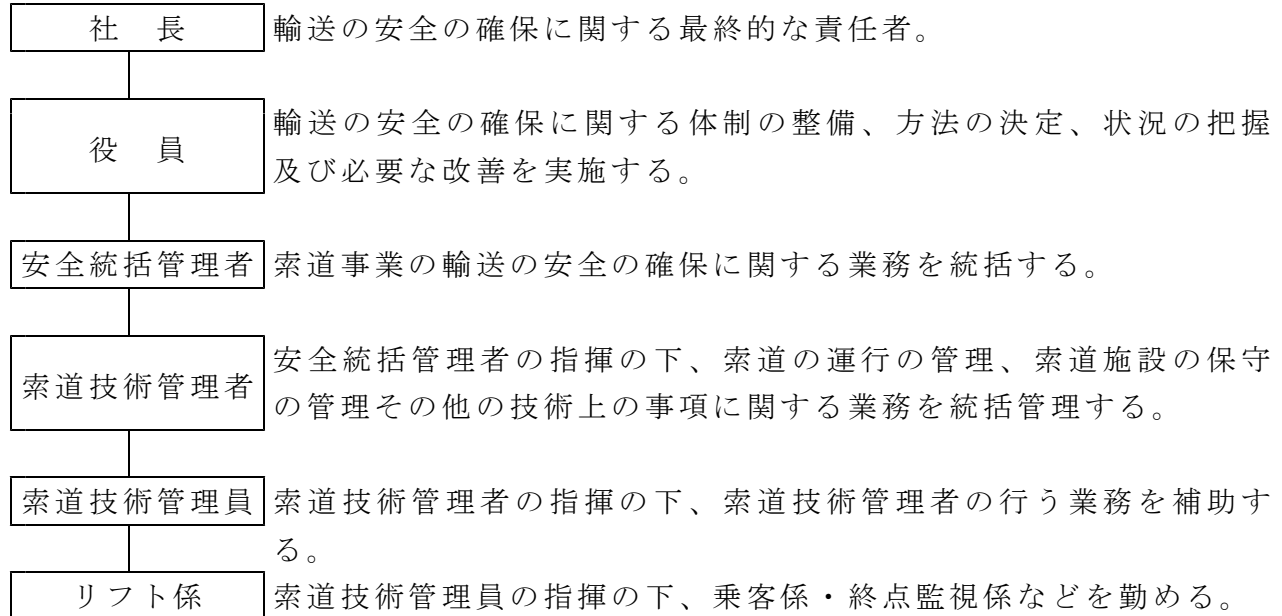 社 長 輸送の安全の確保に関する最終的な責任者。
役 員 輸送の安全の確保に関する体制の整備、方法の決定、状況の把握
及び必要な改善を実施する。
安全統括管理者 索道事業の輸送の安全の確保に関する業務を統括する。
索道技術管理者 安全統括管理者の指揮の下、索道の運行の管理、索道施設の保守
の管理その他の技術上の事項に関する業務を統括管理する。
索道技術管理員 索道技術管理者の指揮の下、索道技術管理者の行う業務を補助す
る。
リフト係 索道技術管理員の指揮の下、乗客係・終点監視係などを勤める。